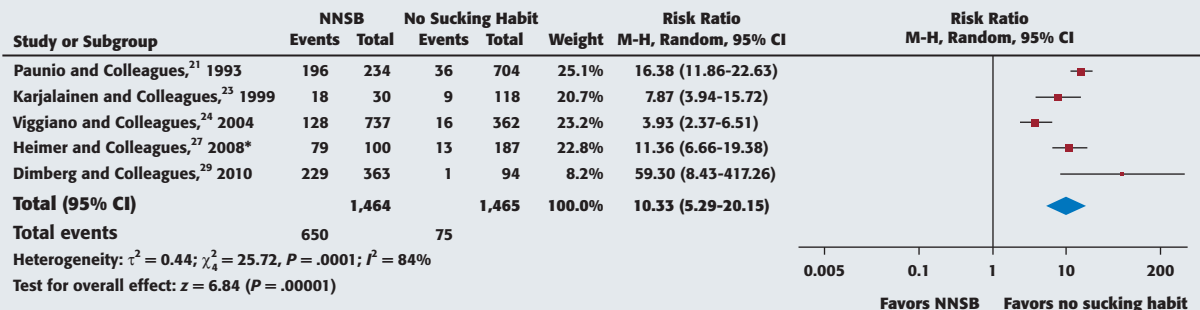 NNSB No Sucking Habit Risk Ratio Risk Ratio
Study or Subgroup Events Total Events Total Weight M-H, Random, 95% CI M-H, Random, 95% CI
Paunio and Colleagues,²¹ 1993 196 234 36 704 25.1% 16.38 (11.86-22.63)
Karjalainen and Colleagues,²³ 1999 18 30 9 118 20.7% 7.87 (3.94-15.72)
Viggiano and Colleagues,²⁴ 2004 128 737 16 362 23.2% 3.93 (2.37-6.51)
Heimer and Colleagues,²⁷ 2008* 79 100 13 187 22.8% 11.36 (6.66-19.38)
Dimberg and Colleagues,²⁹ 2010 229 363 1 94 8.2% 59.30 (8.43-417.26)
Total (95% CI) 1,464 1,465 100.0% 10.33 (5.29-20.15)
Total events 650 75
Heterogeneity: τ² = 0.44; χ²₄ = 25.72, P = .0001; I² = 84%
Test for overall effect: z = 6.84 (P = .00001)
0.005 0.1 1 10 200
Favors NNSB Favors no sucking habit